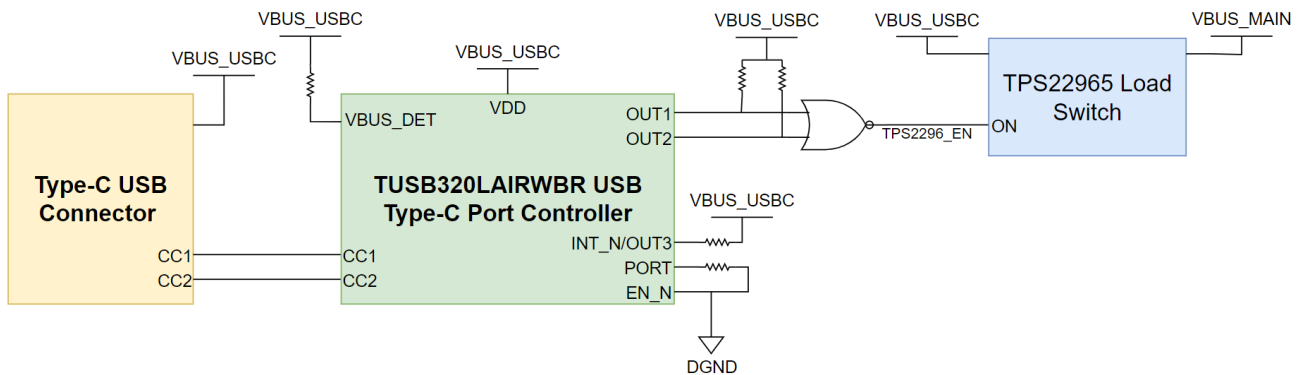 VBUS_USBC
VBUS_USBC
VBUS_USBC
VBUS_USBC
VBUS_USBC
VBUS_MAIN
VDD
VBUS_DET
OUT1
OUT2
TPS2296_EN
ON
TPS22965 Load
Switch
Type-C USB
Connector
TUSB320LAIRWBR USB
Type-C Port Controller
VBUS_USBC
INT_N/OUT3
PORT
EN_N
CC1
CC2
CC1
CC2
DGND